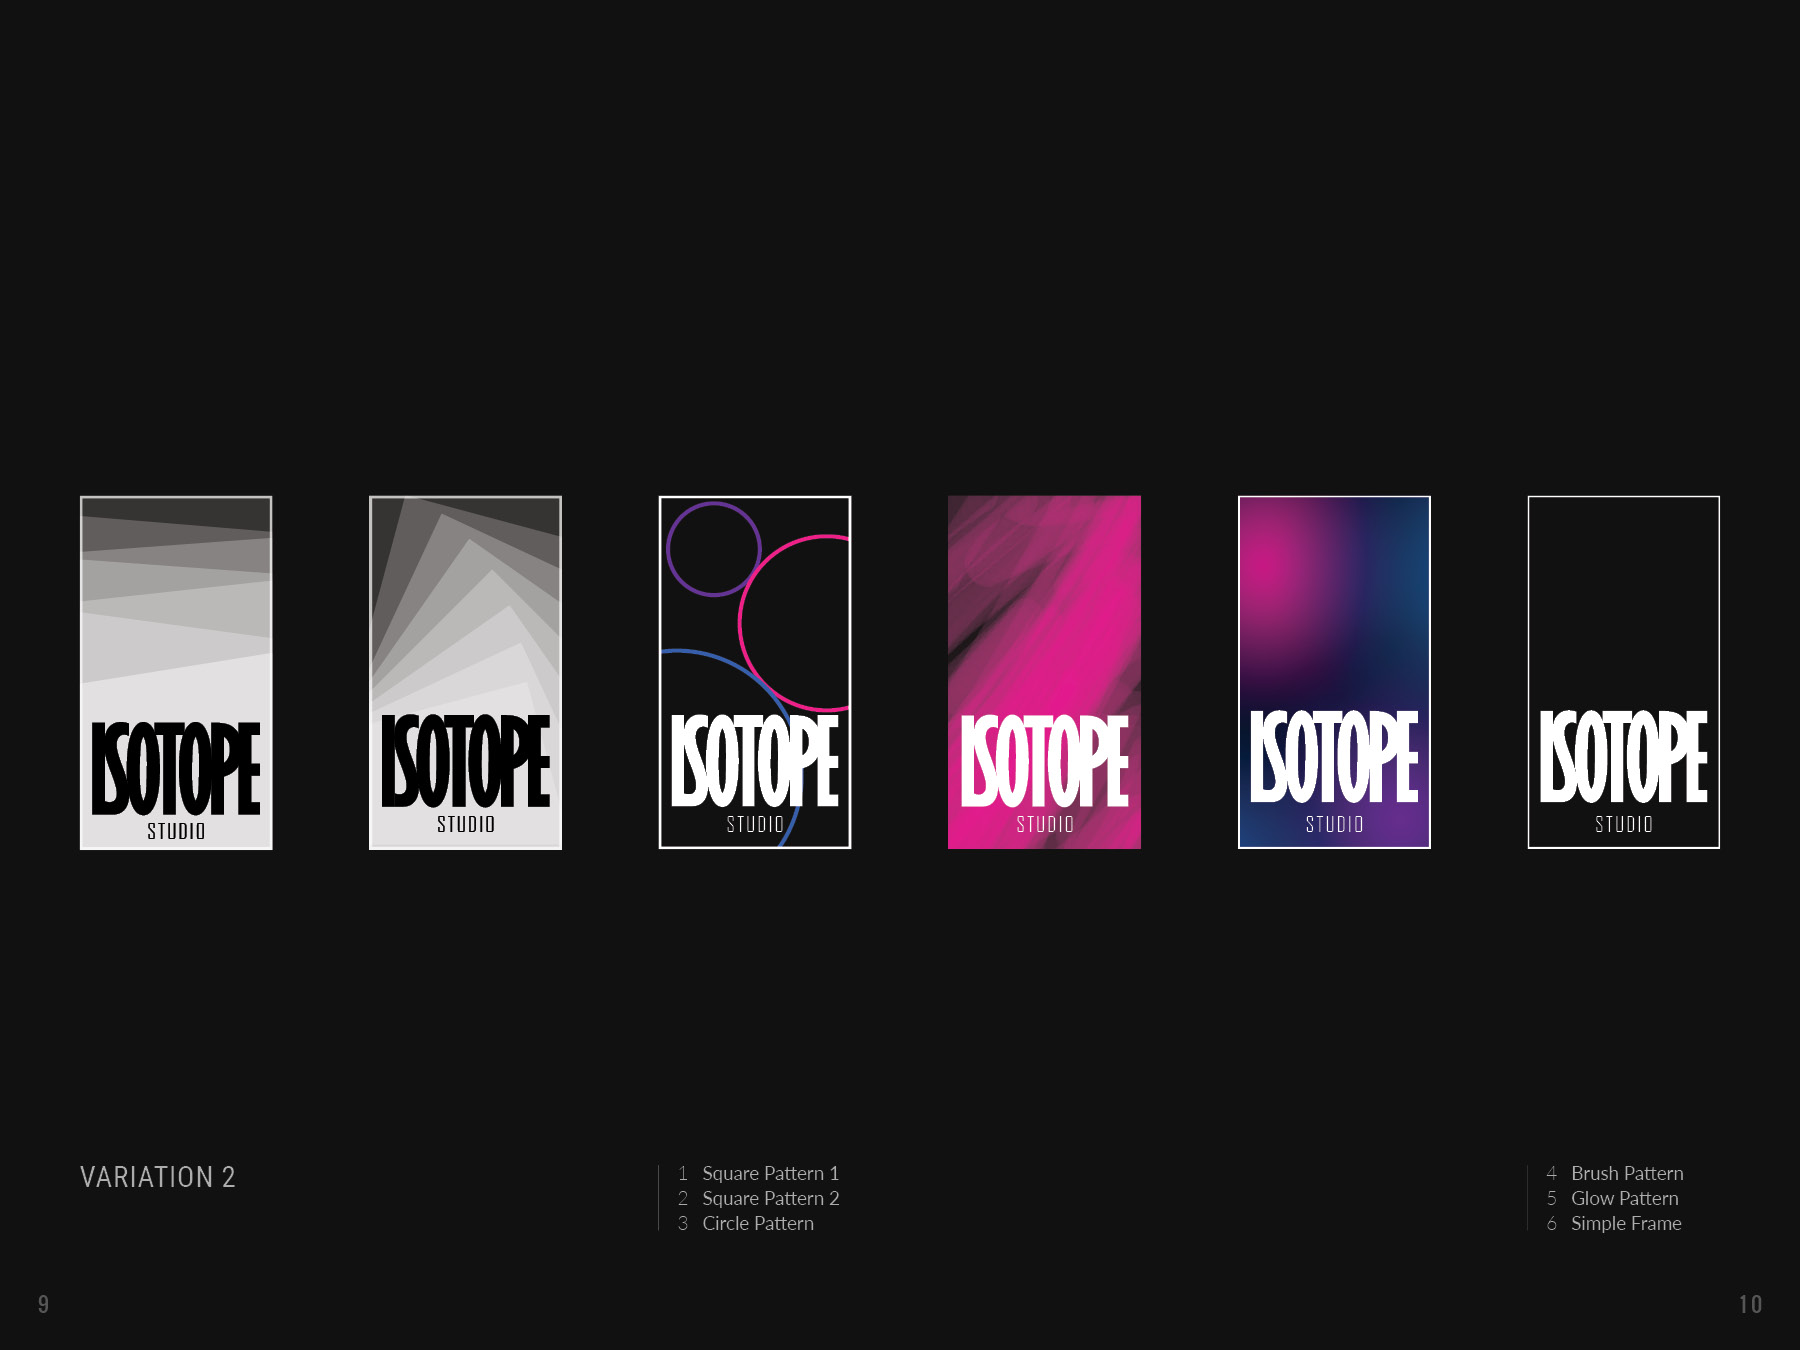 ISOTOPE
STUDIO
ISOTOPE
STUDIO
ISOTOPE
STUDIO
ISOTOPE
STUDIO
ISOTOPE
STUDIO
ISOTOPE
STUDIO
VARIATION 2
1 Square Pattern 1
2 Square Pattern 2
3 Circle Pattern
4 Brush Pattern
5 Glow Pattern
6 Simple Frame
9
10